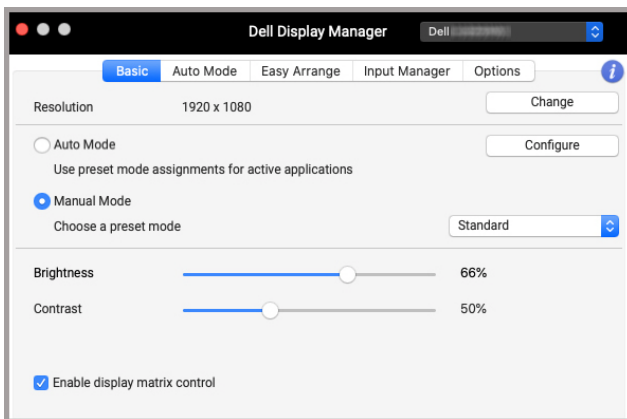 Dell Display Manager Dell
Basic Auto Mode Easy Arrange Input Manager Options i
Resolution 1920 x 1080 Change
Auto Mode Configure
Use preset mode assignments for active applications
Manual Mode
Choose a preset mode Standard
Brightness 66%
Contrast 50%
Enable display matrix control